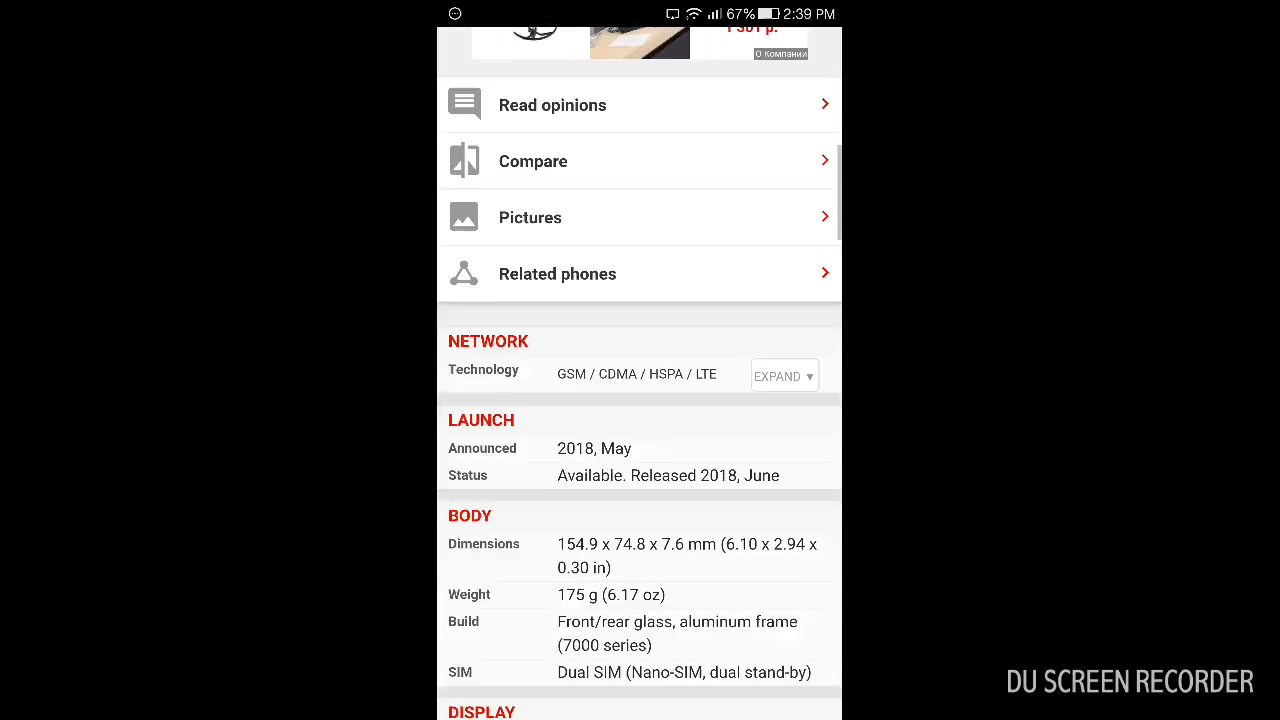 67% 2:39 PM
1 301 р.
О Компании
Read opinions
Compare
Pictures
Related phones
NETWORK
Technology GSM / CDMA / HSPA / LTE EXPAND ▼
LAUNCH
Announced 2018, May
Status Available. Released 2018, June
BODY
Dimensions 154.9 x 74.8 x 7.6 mm (6.10 x 2.94 x
0.30 in)
Weight 175 g (6.17 oz)
Build Front/rear glass, aluminum frame
(7000 series)
SIM Dual SIM (Nano-SIM, dual stand-by)
DISPLAY
DU SCREEN RECORDER